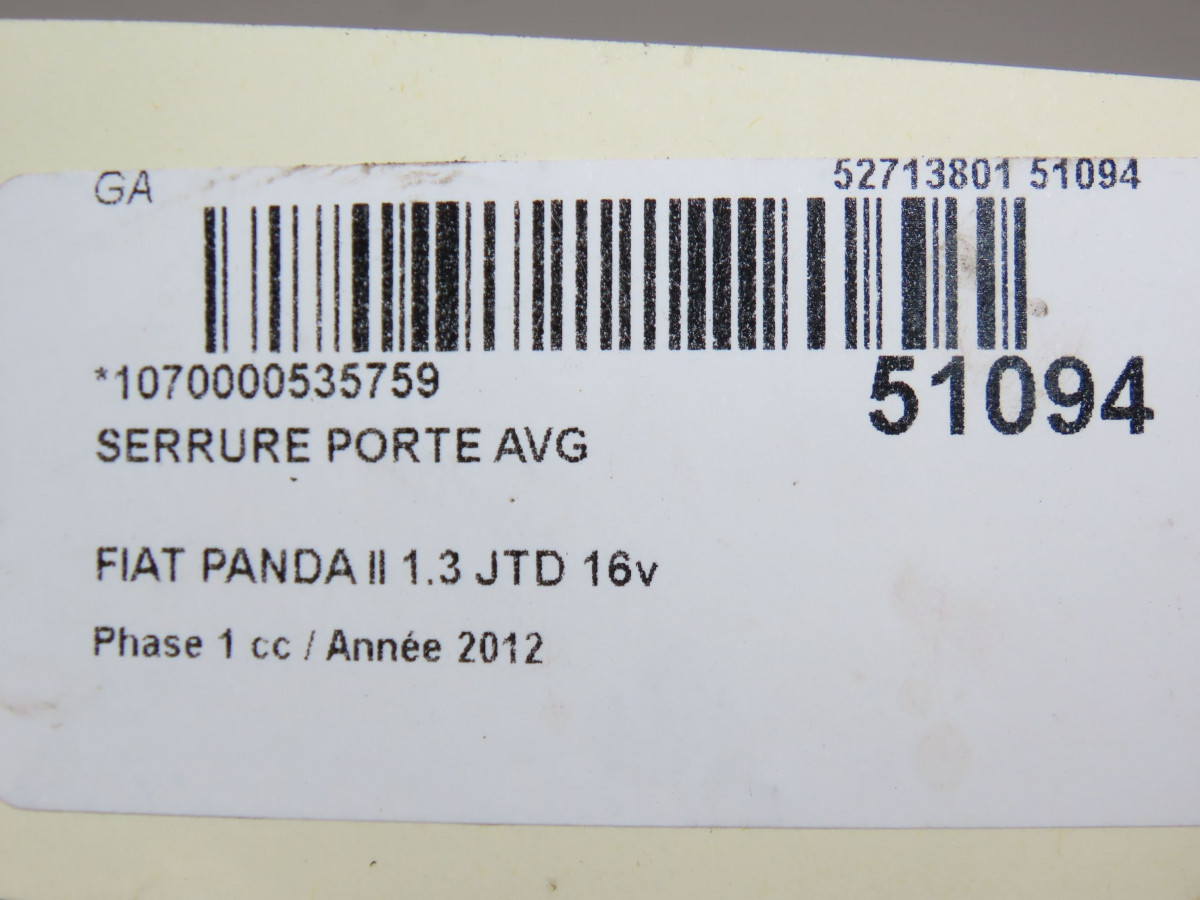 GA 52713801 51094
*1070000535759
51094
SERRURE PORTE AVG
FIAT PANDA II 1.3 JTD 16v
Phase 1 cc / Année 2012